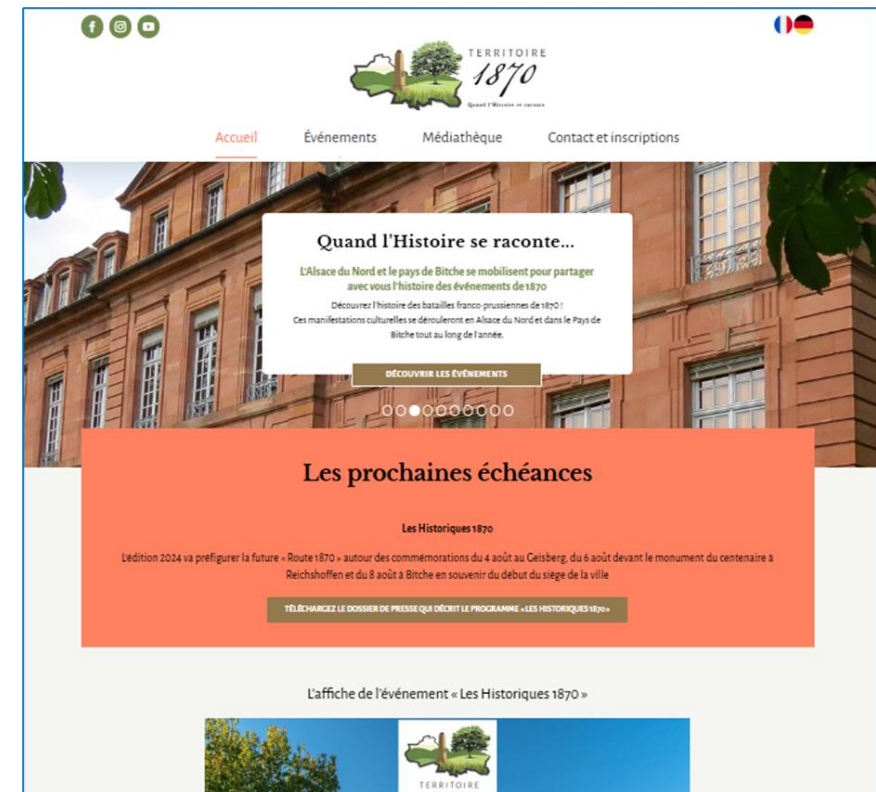 TERRITOIRE
1870
Quand l'Histoire se raconte
Accueil Événements Médiathèque Contact et inscriptions
Quand l'Histoire se raconte...
L'Alsace du Nord et le pays de Bitche se mobilisent pour partager
avec vous l'histoire des événements de 1870
Découvrez l'histoire des batailles franco-prussiennes de 1870 !
Ces manifestations culturelles se dérouleront en Alsace du Nord et dans le Pays de
Bitche tout au long de l'année.
DÉCOUVRIR LES ÉVÉNEMENTS
Les prochaines échéances
Les Historiques 1870
L'édition 2024 va préfigurer la future « Route 1870 » autour des commémorations du 4 août au Geisberg, du 6 août devant le monument du centenaire à
Reichshoffen et du 8 août à Bitche en souvenir du début du siège de la ville
TÉLÉCHARGEZ LE DOSSIER DE PRESSE QUI DÉCRIT LE PROGRAMME « LES HISTORIQUES 1870 »
L'affiche de l'événement « Les Historiques 1870 »
TERRITOIRE